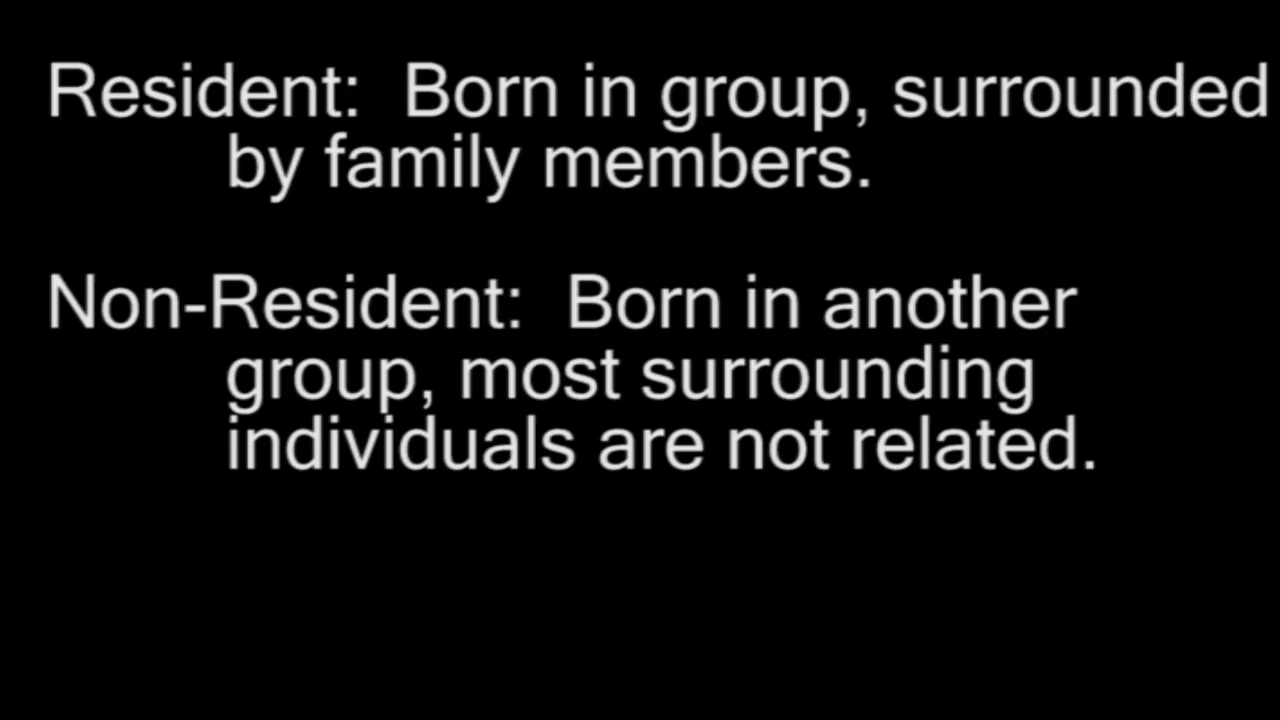 Resident:  Born in group, surrounded
by family members.
Non-Resident:  Born in another
group, most surrounding
individuals are not related.